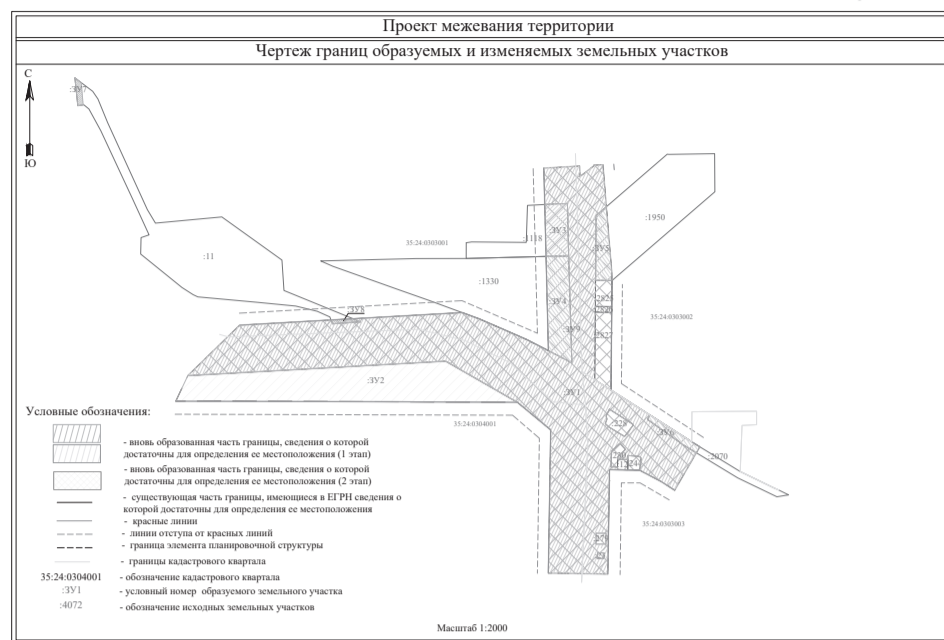 Проект межевания территории
Чертеж границ образуемых и изменяемых земельных участков
С
Ю
:ЗУ7
:11
35:24:0303001
:1118
:1330
:ЗУ3
:ЗУ4
:ЗУ9
:ЗУ5
:1950
35:24:0303002
:2827
:ЗУ2
:ЗУ1
35:24:0304001
:228
:ЗУ6
:2070
35:24:0303003
Условные обозначения:
- вновь образованная часть границы, сведения о которой
достаточны для определения ее местоположения (1 этап)
- вновь образованная часть границы, сведения о которой
достаточны для определения ее местоположения (2 этап)
- существующая часть границы, имеющиеся в ЕГРН сведения о
которой достаточны для определения ее местоположения
- красные линии
- линии отступа от красных линий
- граница элемента планировочной структуры
- границы кадастрового квартала
35:24:0304001 - обозначение кадастрового квартала
:ЗУ1 - условный номер образуемого земельного участка
:4072 - обозначение исходных земельных участков
Масштаб 1:2000